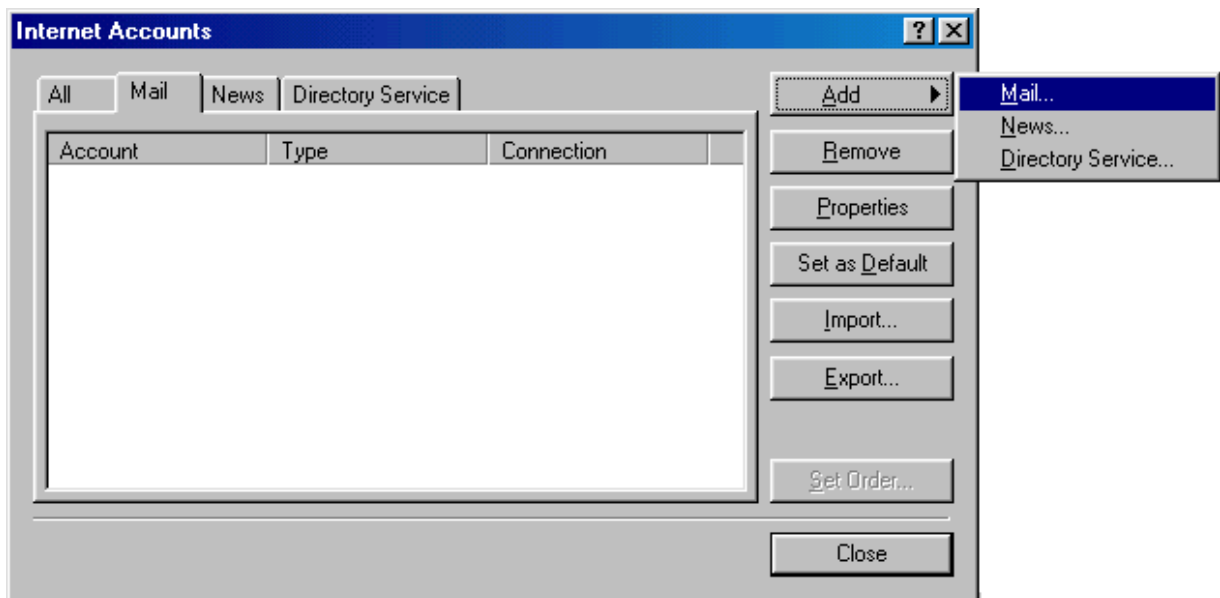 Internet Accounts
All Mail News Directory Service
Account Type Connection
Add
Remove
Properties
Set as Default
Import...
Export...
Set Order...
Close
Mail...
News...
Directory Service...